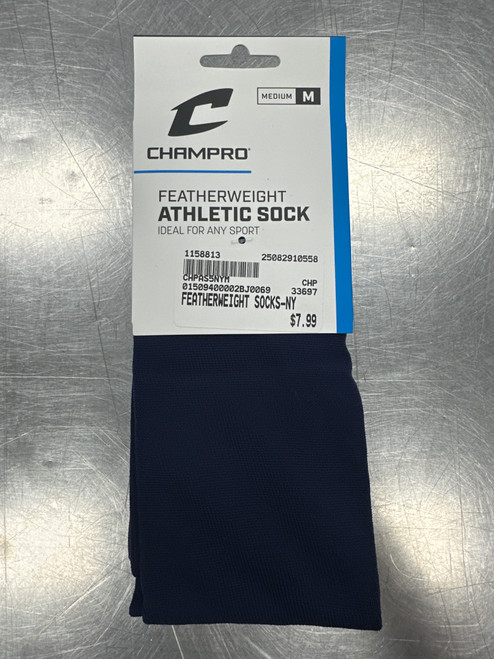 MEDIUM M
CHAMPRO®
FEATHERWEIGHT
ATHLETIC SOCK
IDEAL FOR ANY SPORT
1158813 25082910558
CHPAS5NYM CHP
01509400002BJ0069 33697
FEATHERWEIGHT SOCKS-NY
$7.99